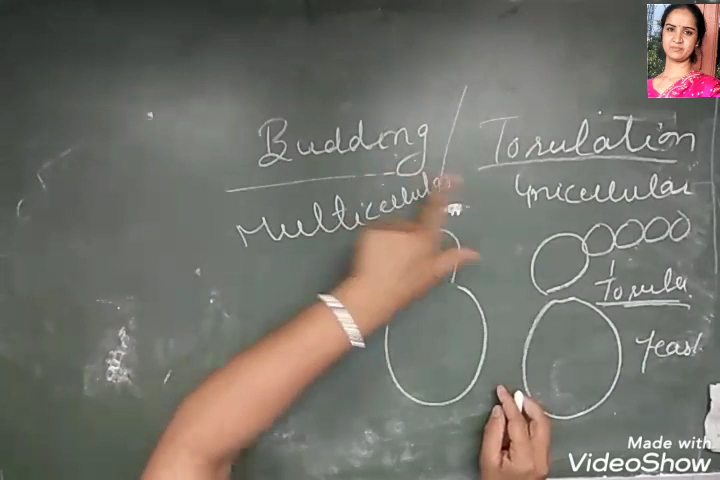 Budding / Torulation
Multicellular
Unicellular
Torula
Yeast
Made with
VideoShow